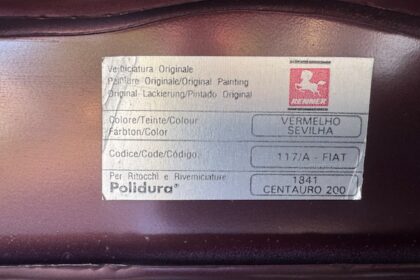 Verniciatura Originale
Peinture Originale/Original Painting
Original-Lackierung/Pintado Original
RENNER
Colore/Teinte/Colour
Farbton/Color
VERMELHO
SEVILHA
Codice/Code/Código
117/A - FIAT
Per Ritocchi e Riverniciature
Polidura®
1841
CENTAURO 200